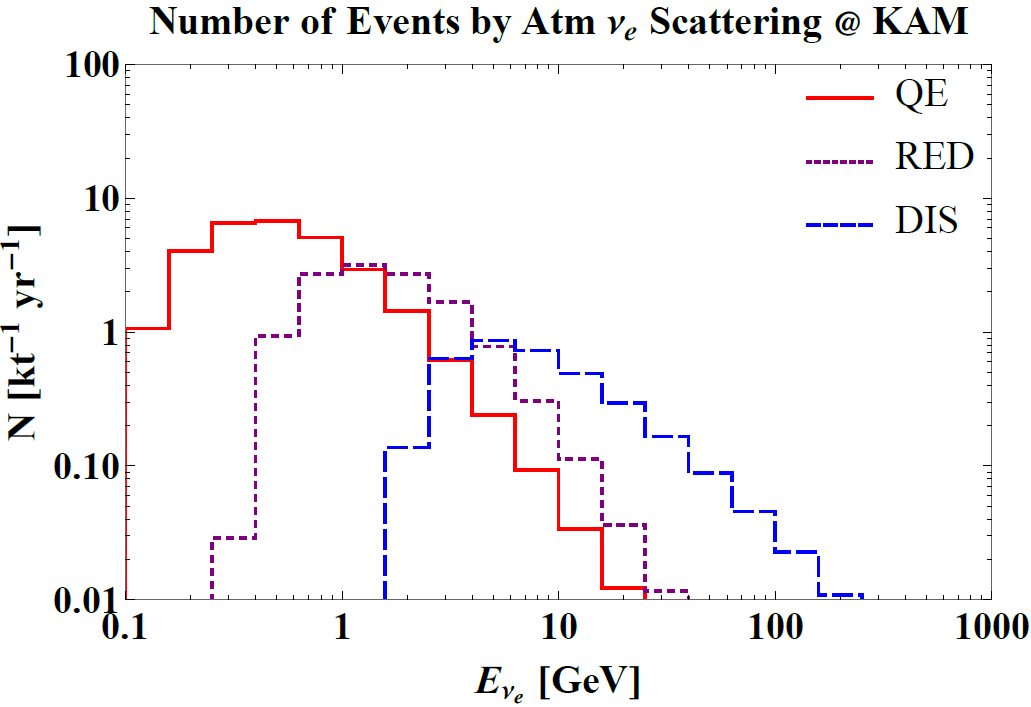 Number of Events by Atm νe Scattering @ KAM
100
10
1
0.10
0.01
N [kt−1 yr−1]
QE
RED
DIS
0.1 1 10 100 1000
Eνe [GeV]